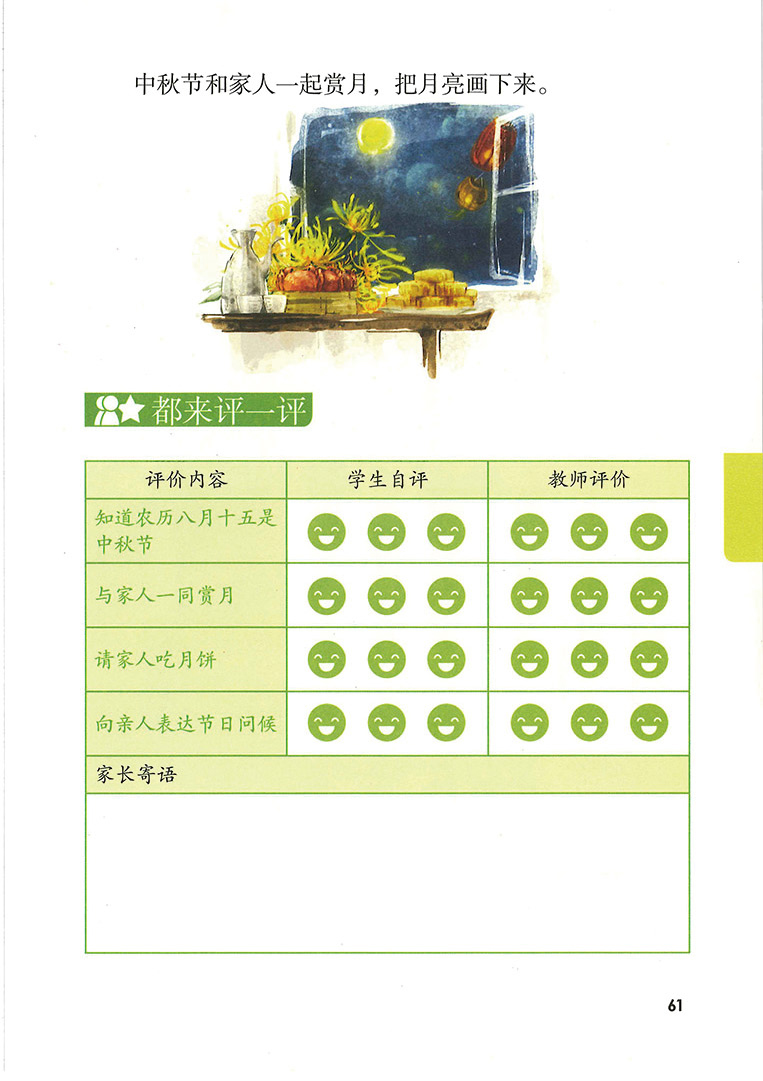 中秋节和家人一起赏月，把月亮画下来。
都来评一评
评价内容 学生自评 教师评价
知道农历八月十五是
中秋节
与家人一同赏月
请家人吃月饼
向亲人表达节日问候
家长寄语
61